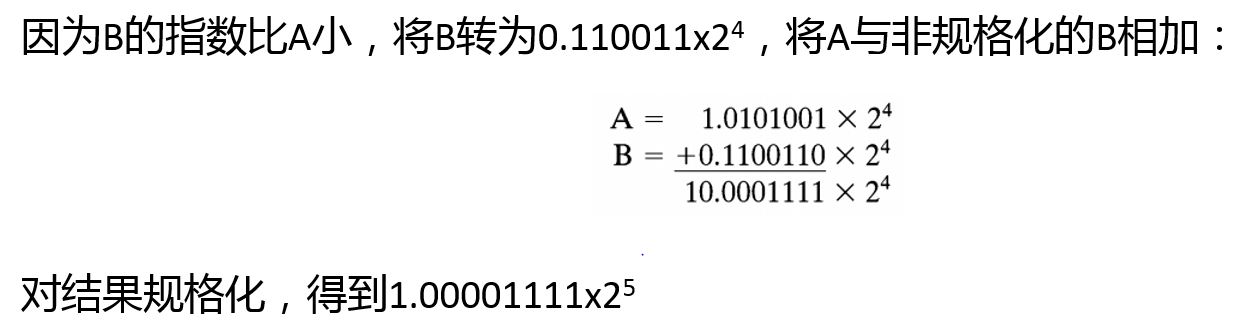 因为B的指数比A小，将B转为0.110011x2⁴，将A与非规格化的B相加：
A = 1.0101001 × 2⁴
B = +0.1100110 × 2⁴
10.0001111 × 2⁴
对结果规格化，得到1.00001111x2⁵